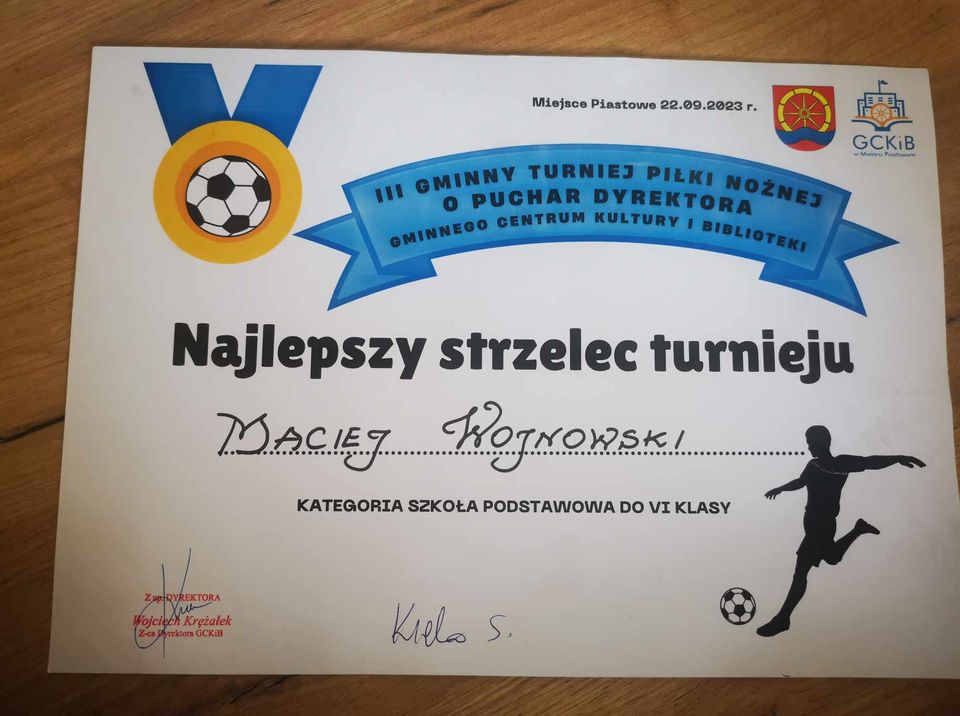 Miejsce Piastowe 22.09.2023 r.
GCKiB
w Miejscu Piastowym
III GMINNY TURNIEJ PIŁKI NOŻNEJ
O PUCHAR DYREKTORA
GMINNEGO CENTRUM KULTURY I BIBLIOTEKI
Najlepszy strzelec turnieju
MACIEJ WOJNOWSKI
KATEGORIA SZKOŁA PODSTAWOWA DO VI KLASY
Z up. DYREKTORA
Wojciech Krężałek
Z-ca Dyrektora GCKiB